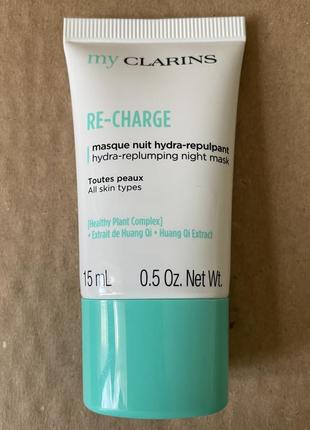 my CLARINS
RE-CHARGE
masque nuit hydra-repulpant
hydra-replumping night mask
Toutes peaux
All skin types
[Healthy Plant Complex]
+ Extrait de Huang Qi • Huang Qi Extract
15 mL 0.5 Oz. Net Wt.